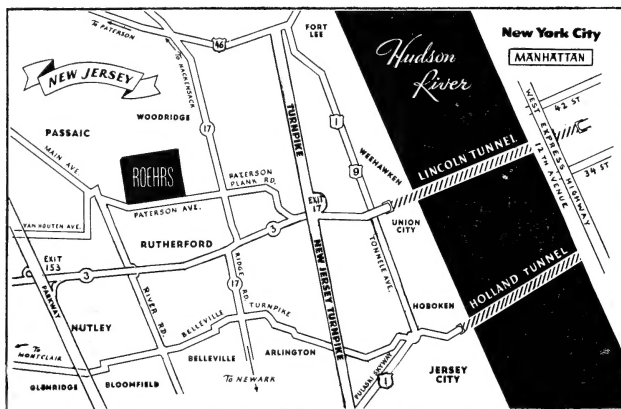 TO PATERSON
46
FORT LEE
Hudson River
New York City
MANHATTAN
NEW JERSEY
TO HACKENSACK
TURNPIKE
1
WEST EXPRESS HIGHWAY
12TH AVENUE
42 ST
34 ST
PASSAIC
WOODRIDGE
17
MAIN AVE.
ROEHRS
PATERSON PLANK RD.
9
WEEHAWKEN
LINCOLN TUNNEL
VAN HOUTEN AVE.
PATERSON AVE.
EXIT 17
UNION CITY
RUTHERFORD
3
EXIT 153
3
PARKWAY
RIVER RD.
RIDGE RD.
17
NEW JERSEY TURNPIKE
TONNELE AVE.
HOLLAND TUNNEL
HOBOKEN
NUTLEY
BELLEVILLE TURNPIKE
TO MONTCLAIR
BELLEVILLE
ARLINGTON
PULASKI SKYWAY
1
JERSEY CITY
GLENRIDGE
BLOOMFIELD
TO NEWARK